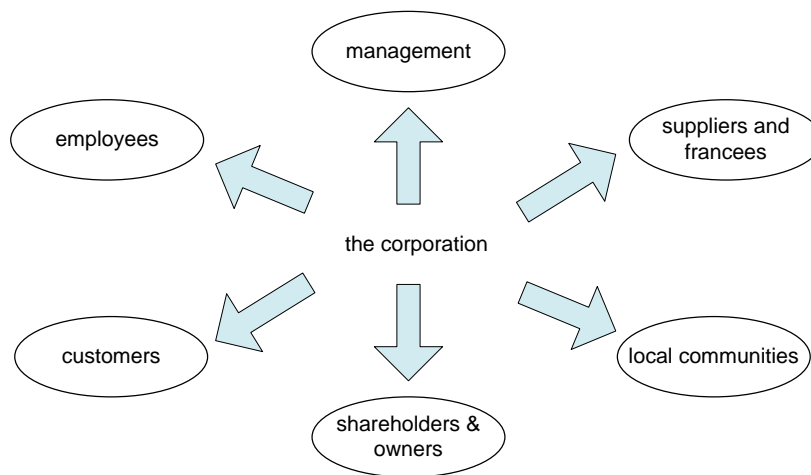 management
employees
suppliers and
francees
the corporation
customers
local communities
shareholders &
owners